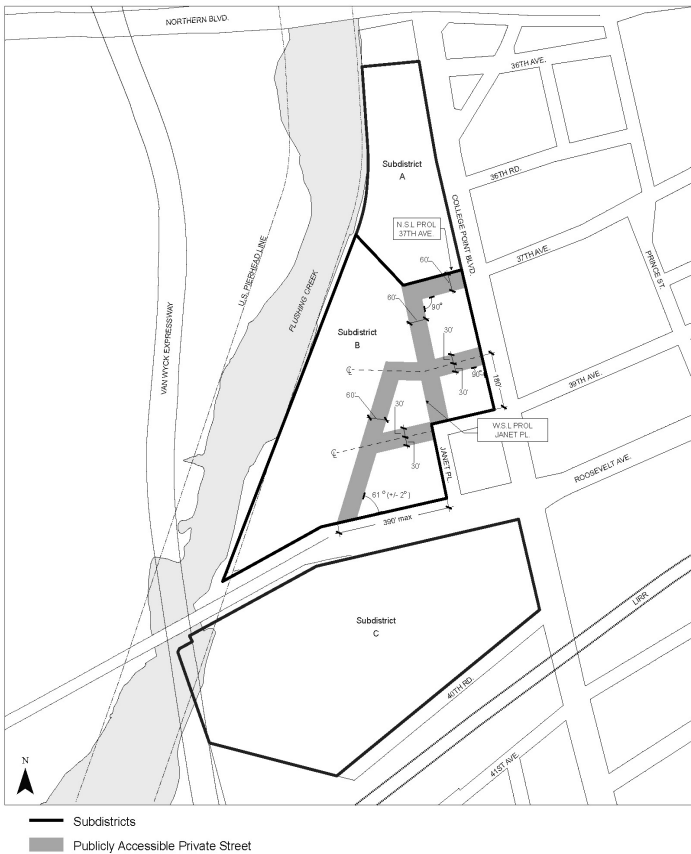 NORTHERN BLVD.
36TH AVE.
Subdistrict
A
36TH RD.
COLLEGE POINT BLVD.
N.S.L PROL
37TH AVE.
37TH AVE.
PRINCE ST.
U.S. PIERHEAD LINE
FLUSHING CREEK
VAN WYCK EXPRESSWAY
60'
60'
90°
Subdistrict
B
30'
℄
90°
30'
180'
39TH AVE.
60'
30'
W.S.L PROL
JANET PL.
℄
30'
JANET PL.
ROOSEVELT AVE.
61° (+/- 2°)
390' max
LIRR
Subdistrict
C
40TH RD.
41ST AVE.
N
Subdistricts
Publicly Accessible Private Street